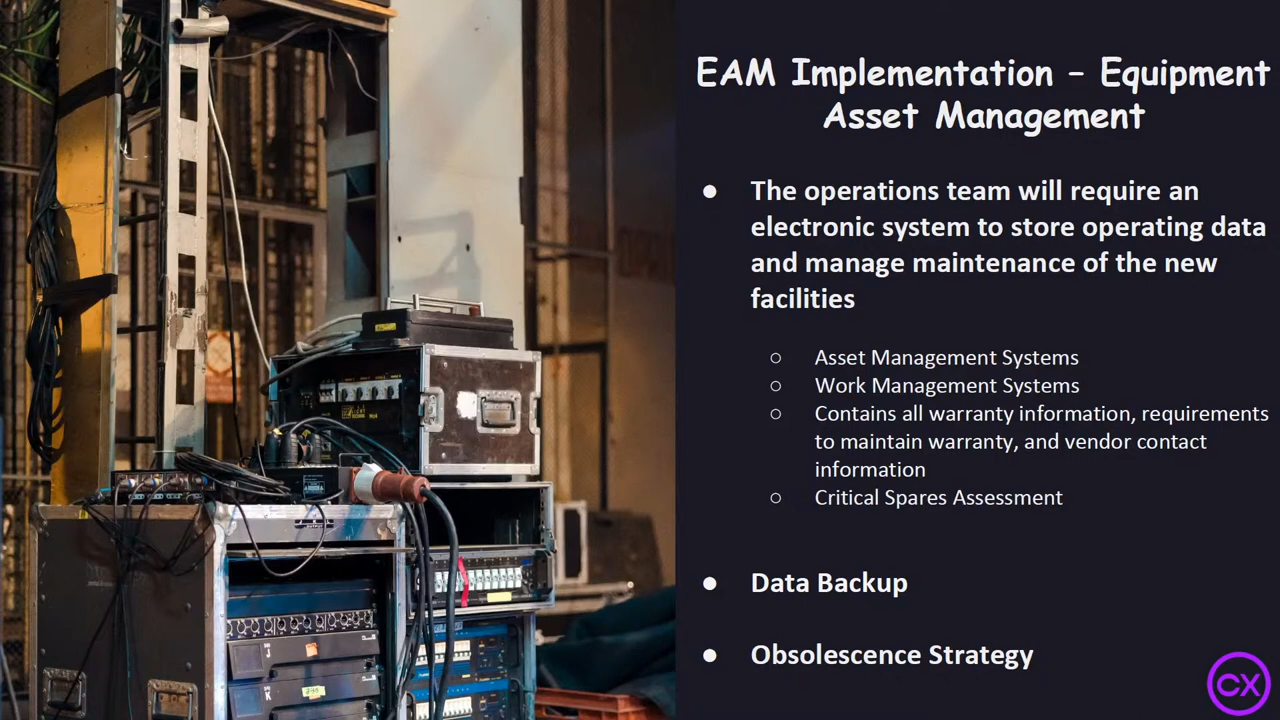 EAM Implementation – Equipment
Asset Management
● The operations team will require an
electronic system to store operating data
and manage maintenance of the new
facilities
○ Asset Management Systems
○ Work Management Systems
○ Contains all warranty information, requirements
to maintain warranty, and vendor contact
information
○ Critical Spares Assessment
● Data Backup
● Obsolescence Strategy
CX
J
K